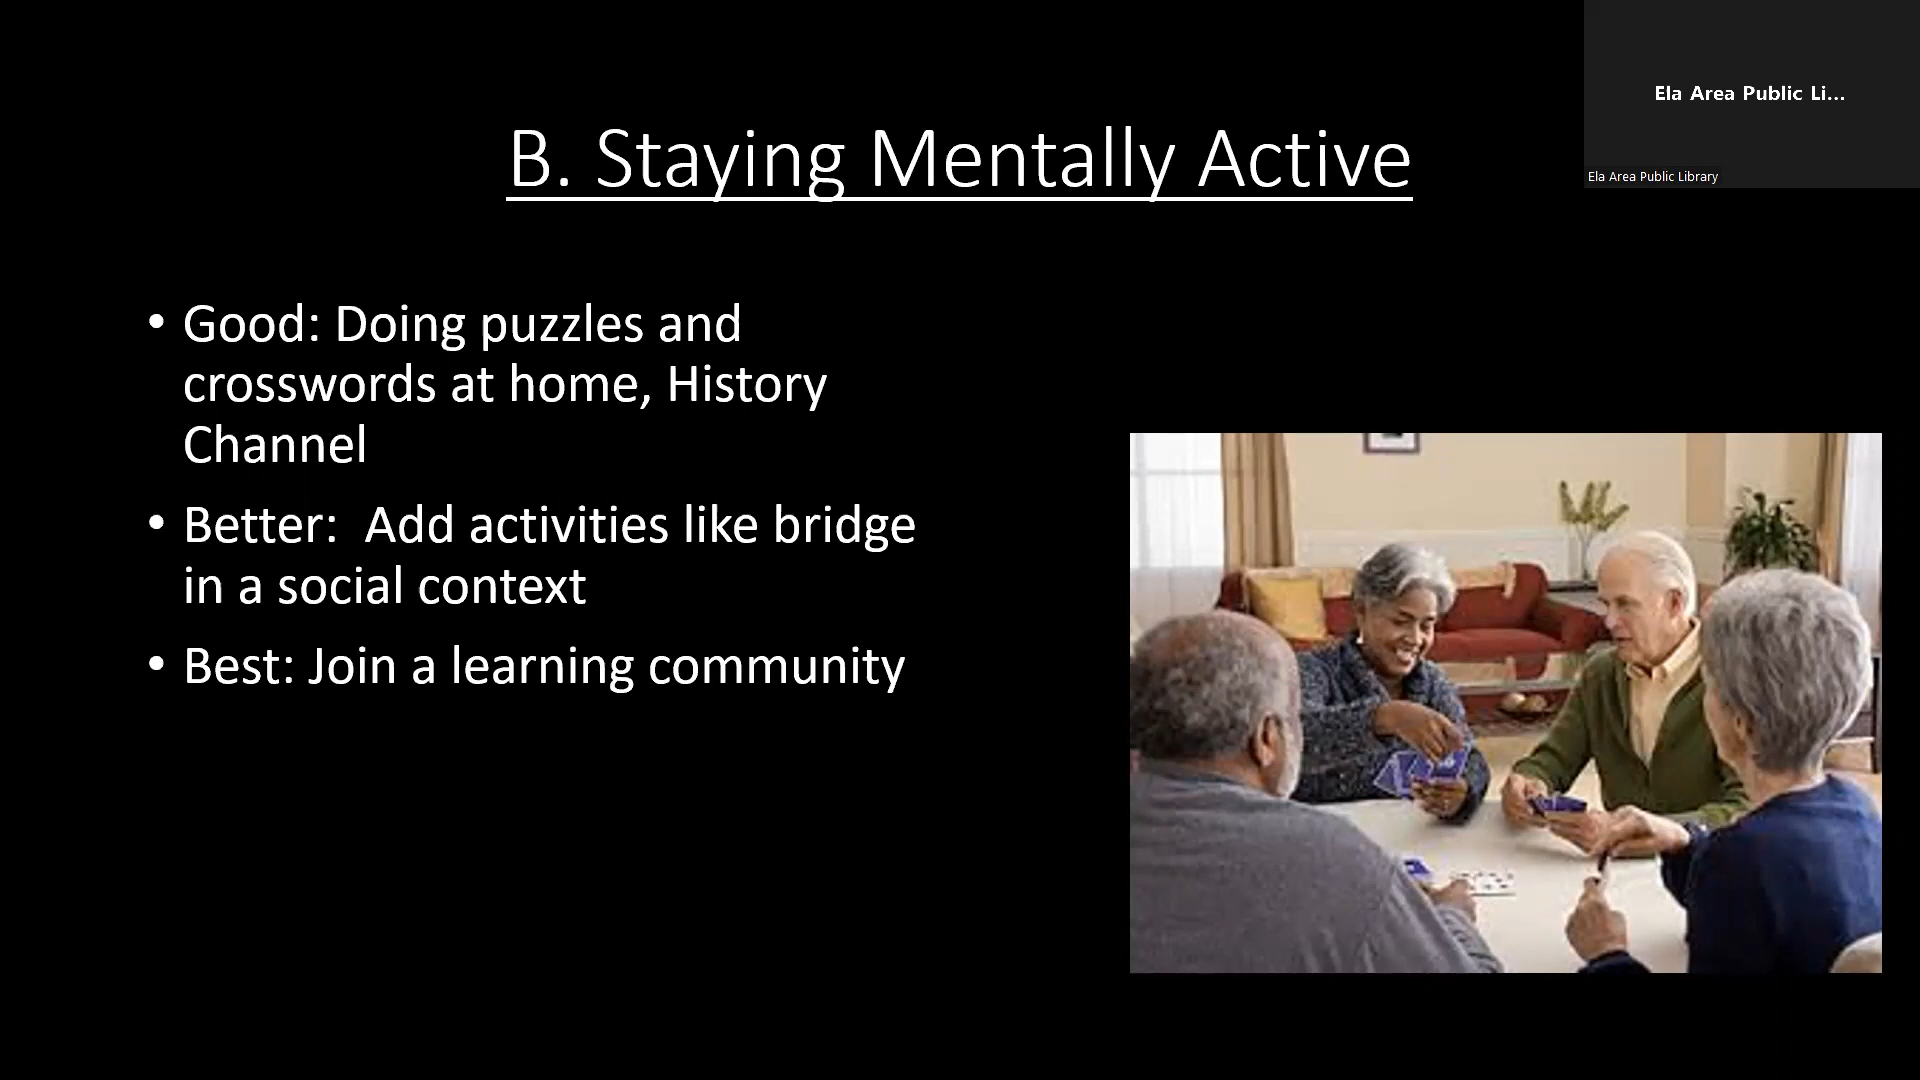 Ela Area Public Li...
Ela Area Public Library
B. Staying Mentally Active
• Good: Doing puzzles and
crosswords at home, History
Channel
• Better:  Add activities like bridge
in a social context
• Best: Join a learning community